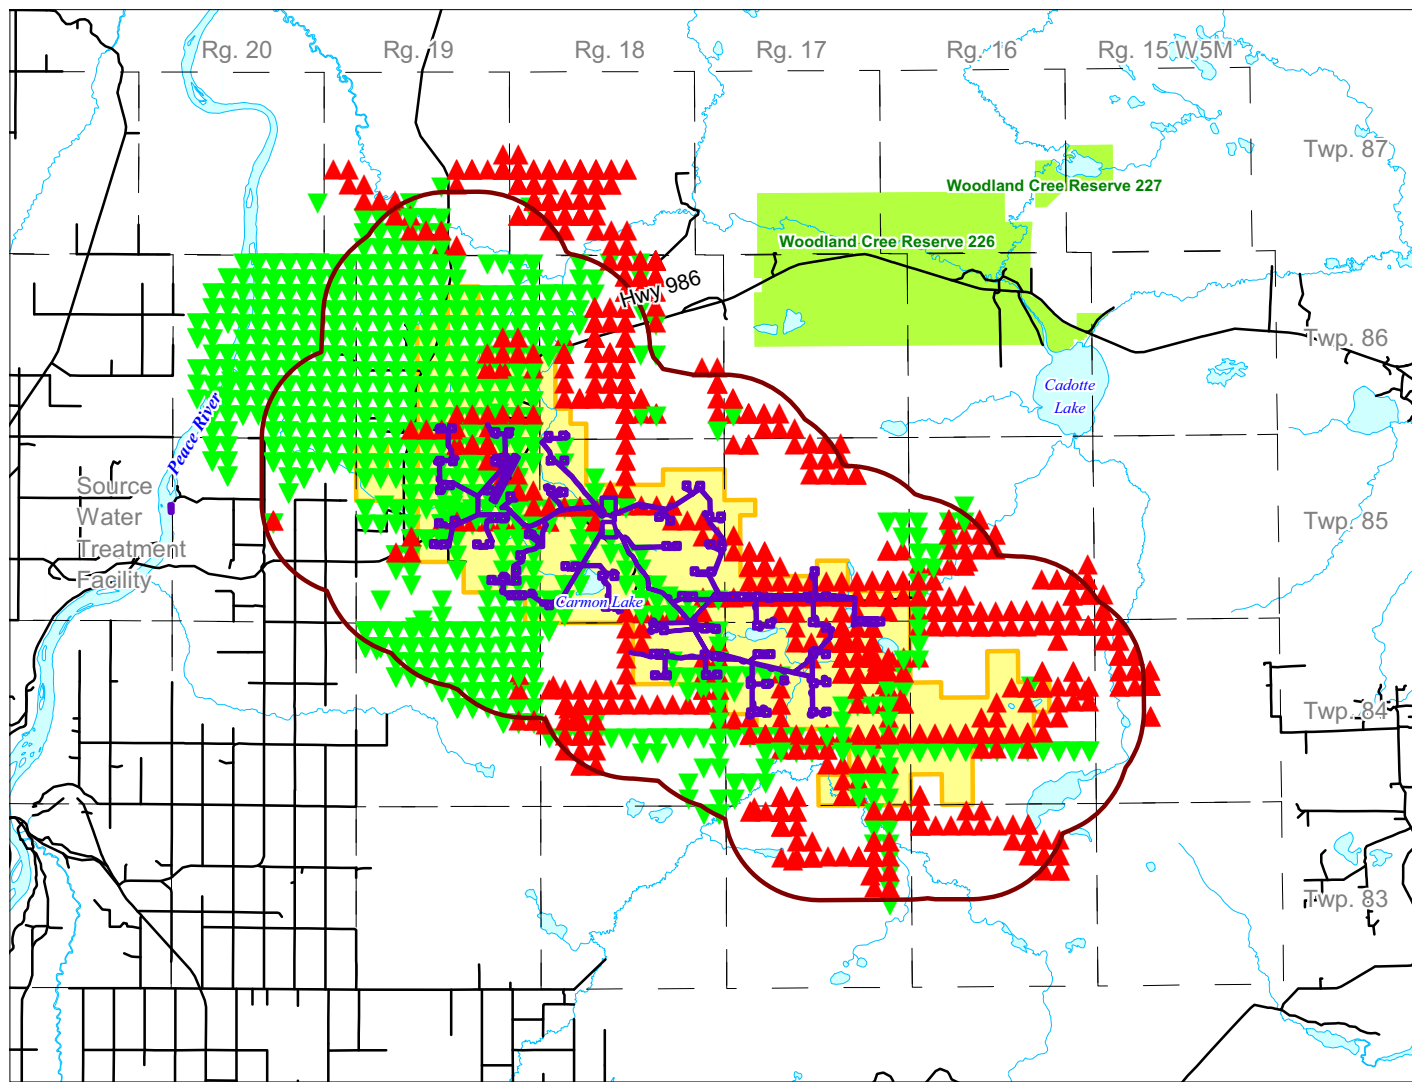 Rg. 20
Rg. 19
Rg. 18
Rg. 17
Rg. 16
Rg. 15 W5M
Twp. 87
Woodland Cree Reserve 227
Woodland Cree Reserve 226
Hwy 986
Twp. 86
Cadotte
Lake
Peace River
Source
Water
Treatment
Facility
Twp. 85
Carmon Lake
Twp. 84
Twp. 83